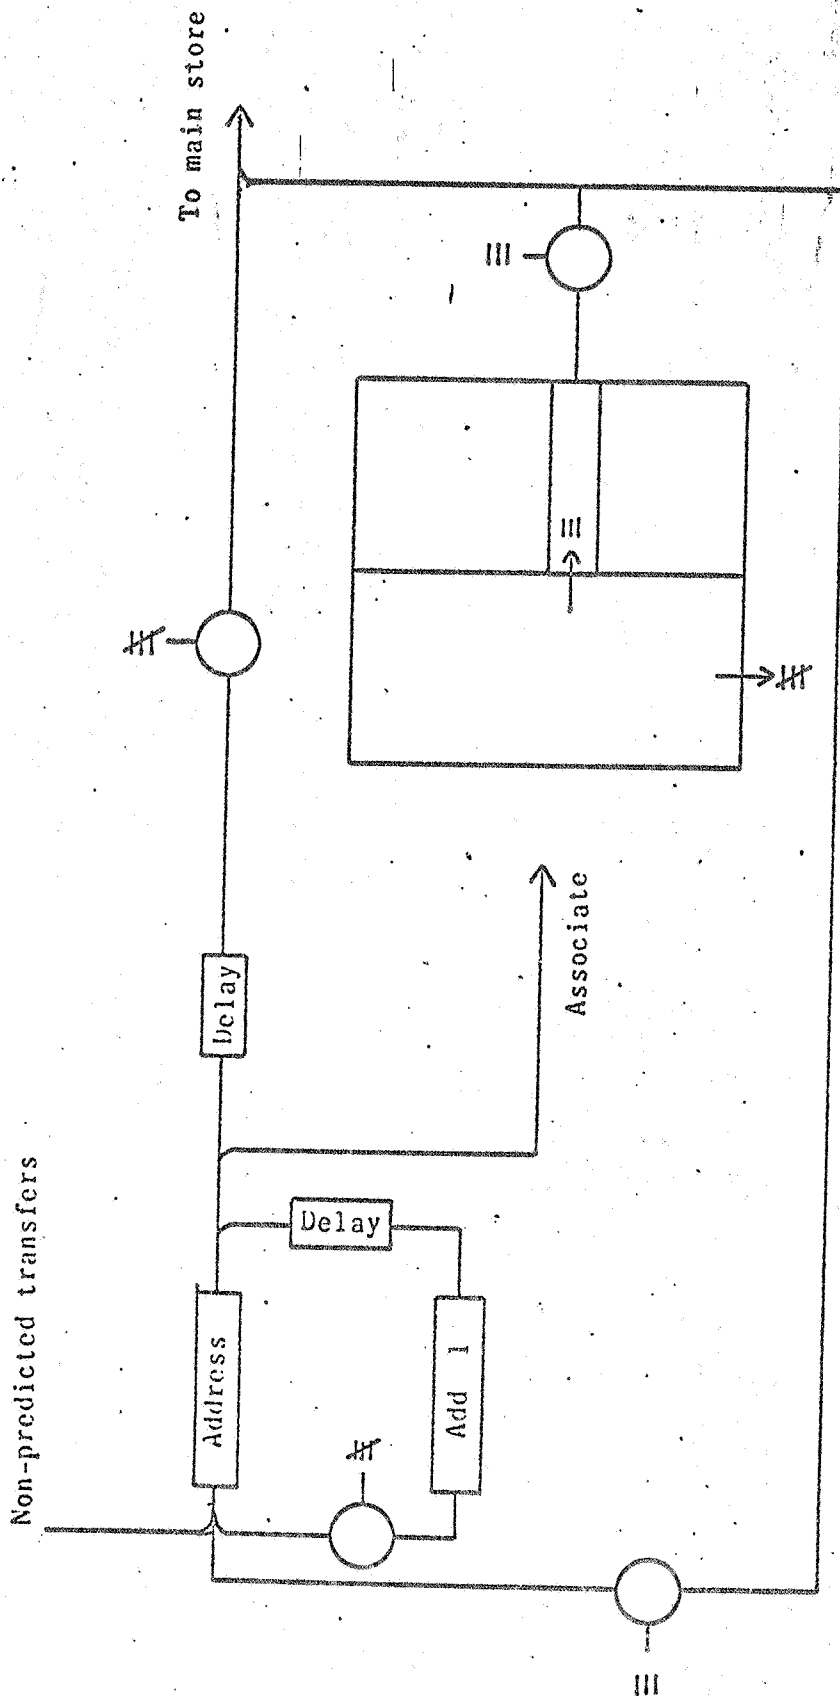 Non-predicted transfers
Address
Delay
Add 1
Delay
Associate
≢
≢
≡
≡
≢
≡
To main store